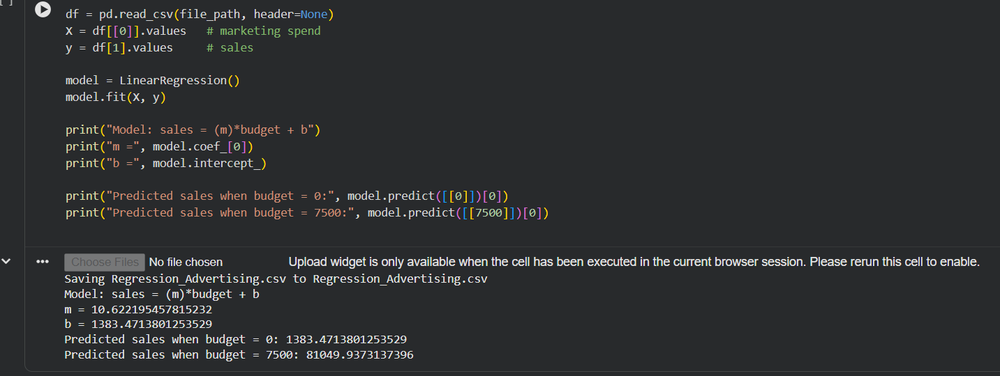 [ ]
df = pd.read_csv(file_path, header=None)
X = df[[0]].values   # marketing spend
y = df[1].values     # sales
model = LinearRegression()
model.fit(X, y)
print("Model: sales = (m)*budget + b")
print("m =", model.coef_[0])
print("b =", model.intercept_)
print("Predicted sales when budget = 0:", model.predict([[0]])[0])
print("Predicted sales when budget = 7500:", model.predict([[7500]])[0])
Choose Files No file chosen Upload widget is only available when the cell has been executed in the current browser session. Please rerun this cell to enable.
Saving Regression_Advertising.csv to Regression_Advertising.csv
Model: sales = (m)*budget + b
m = 10.622195457815232
b = 1383.4713801253529
Predicted sales when budget = 0: 1383.4713801253529
Predicted sales when budget = 7500: 81049.9373137396